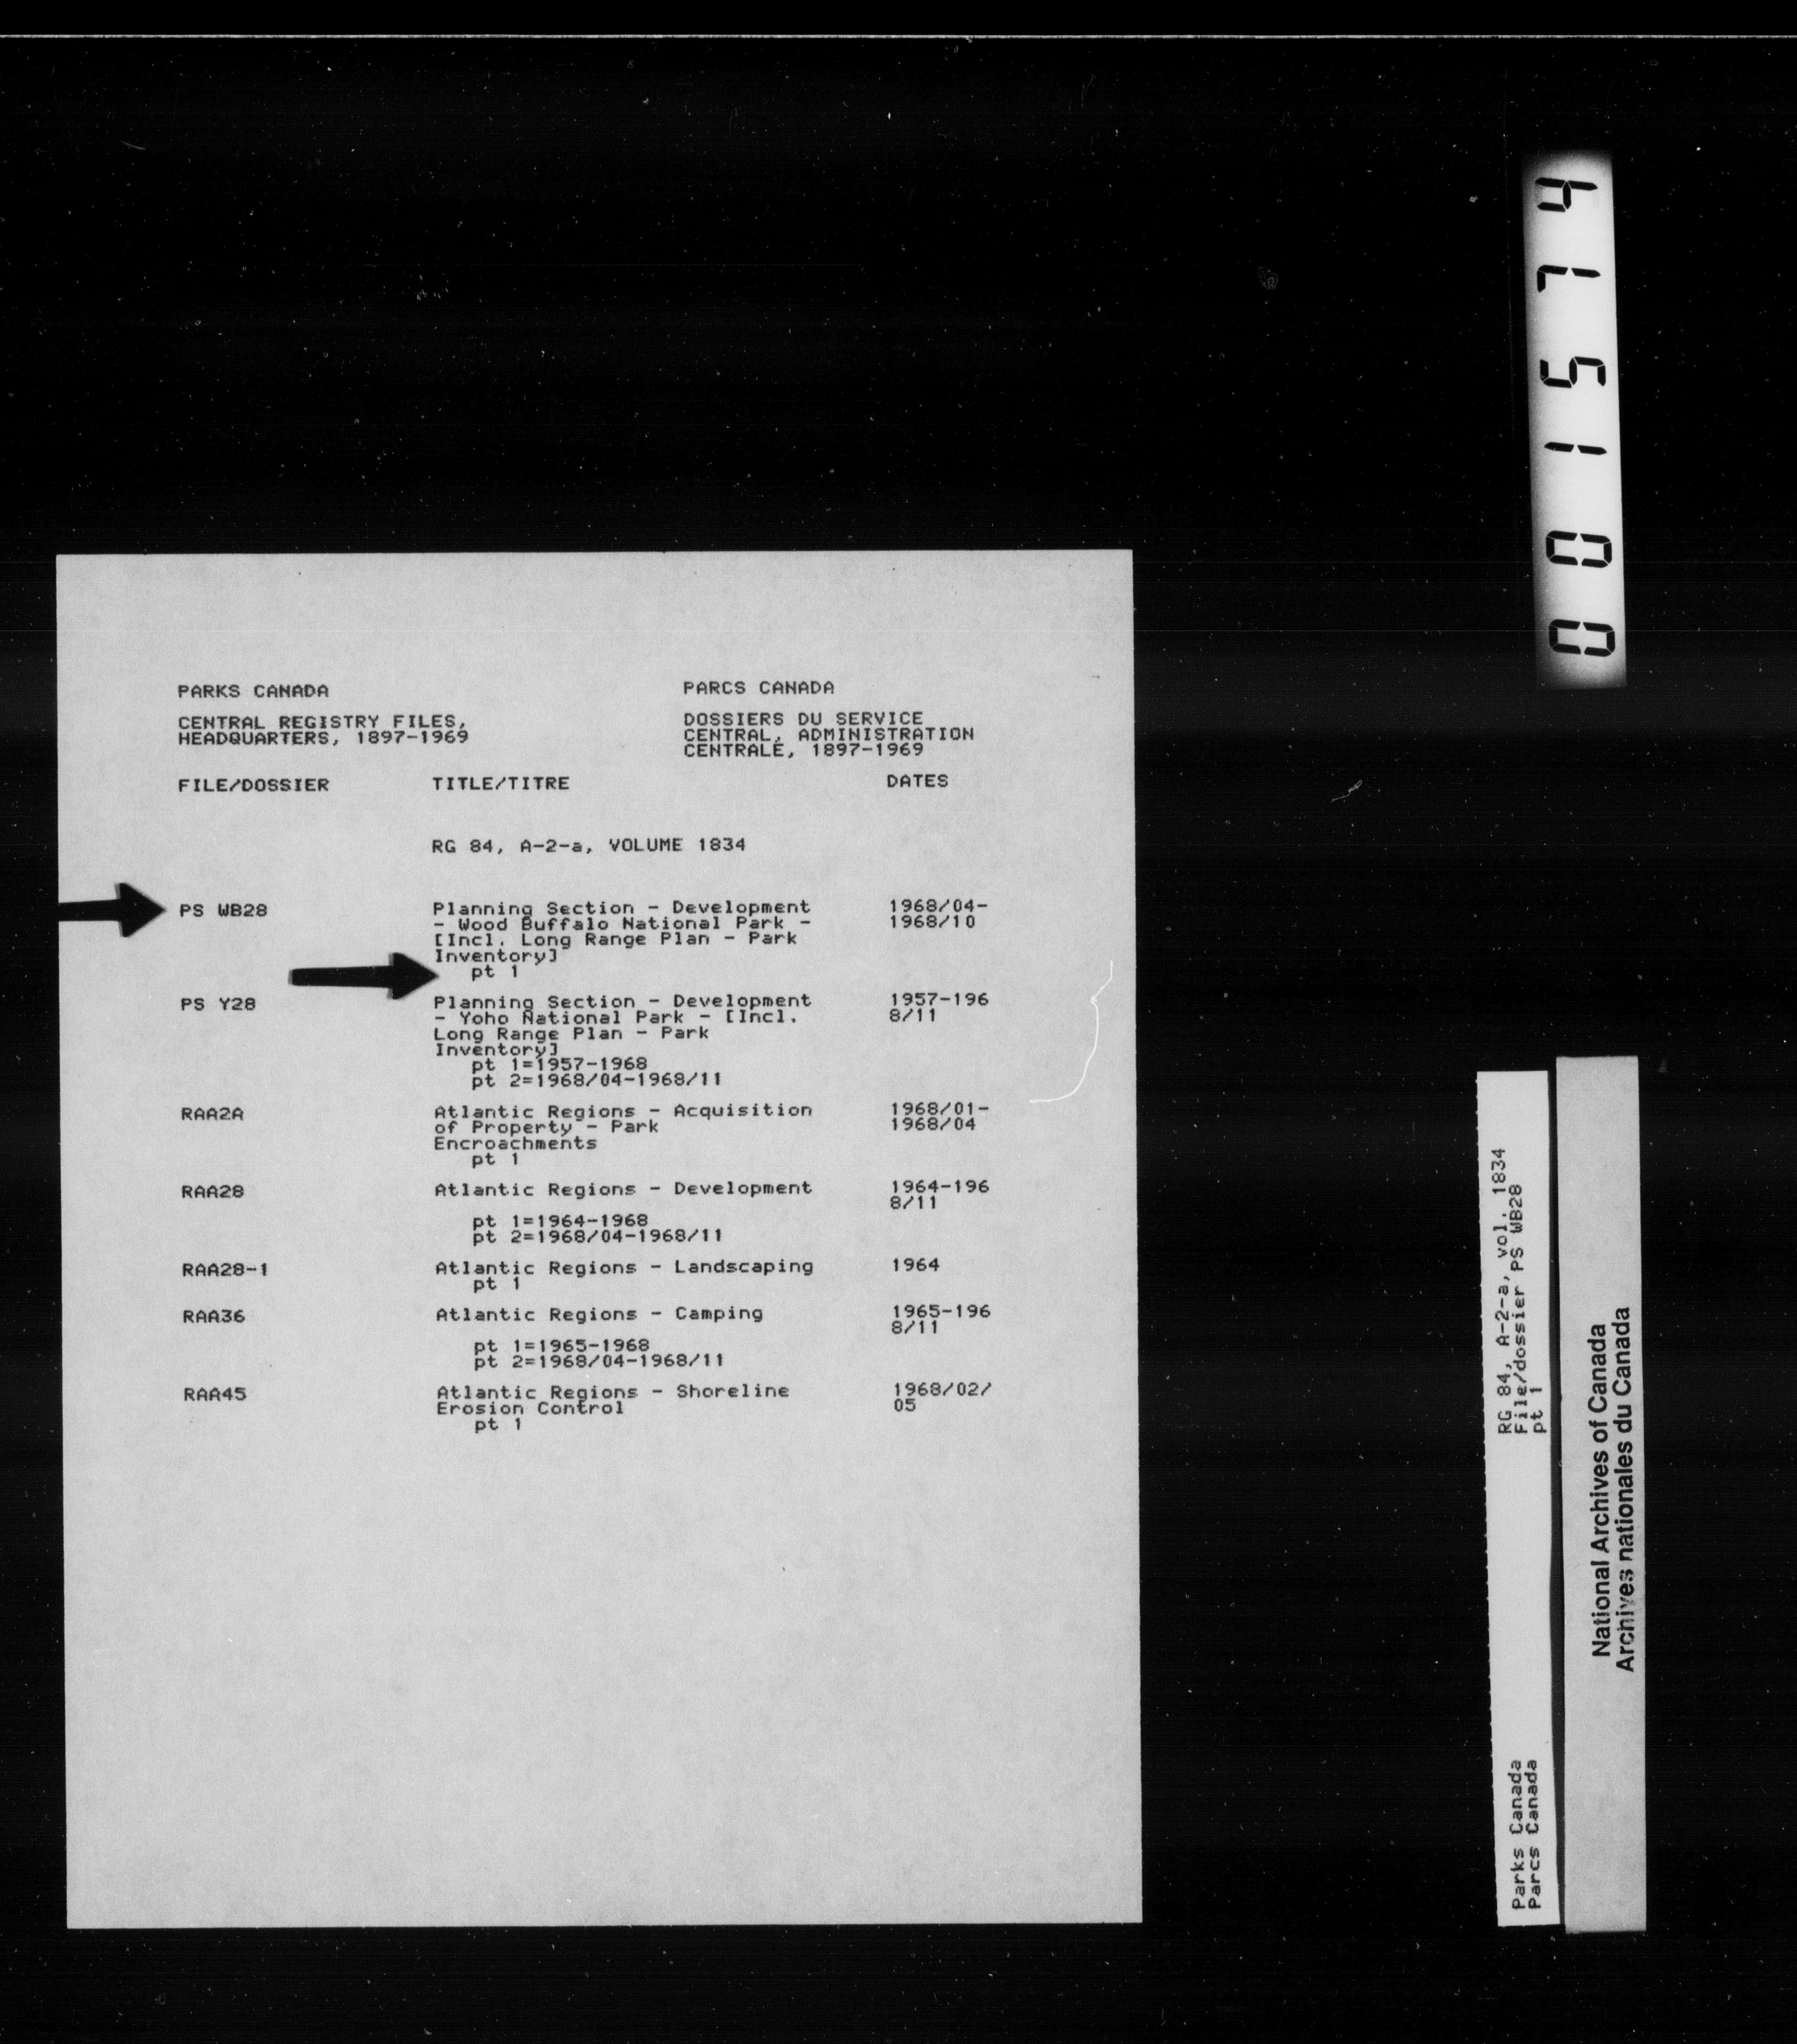 PARKS CANADA
CENTRAL REGISTRY FILES,
HEADQUARTERS, 1897-1969
PARCS CANADA
DOSSIERS DU SERVICE
CENTRAL, ADMINISTRATION
CENTRALE, 1897-1969
FILE/DOSSIER TITLE/TITRE DATES
RG 84, A-2-a, VOLUME 1834
PS WB28 Planning Section - Development 1968/04-
- Wood Buffalo National Park - 1968/10
[Incl. Long Range Plan - Park
Inventory]
pt 1
PS Y28 Planning Section - Development 1957-196
- Yoho National Park - [Incl. 8/11
Long Range Plan - Park
Inventory]
pt 1=1957-1968
pt 2=1968/04-1968/11
RAA2A Atlantic Regions - Acquisition 1968/01-
of Property - Park 1968/04
Encroachments
pt 1
RAA28 Atlantic Regions - Development 1964-196
8/11
pt 1=1964-1968
pt 2=1968/04-1968/11
RAA28-1 Atlantic Regions - Landscaping 1964
pt 1
RAA36 Atlantic Regions - Camping 1965-196
8/11
pt 1=1965-1968
pt 2=1968/04-1968/11
RAA45 Atlantic Regions - Shoreline 1968/02/
Erosion Control 05
pt 1
001574
Parks Canada RG 84, A-2-a, vol. 1834
Parcs Canada File/dossier PS WB28
pt 1
National Archives of Canada
Archives nationales du Canada